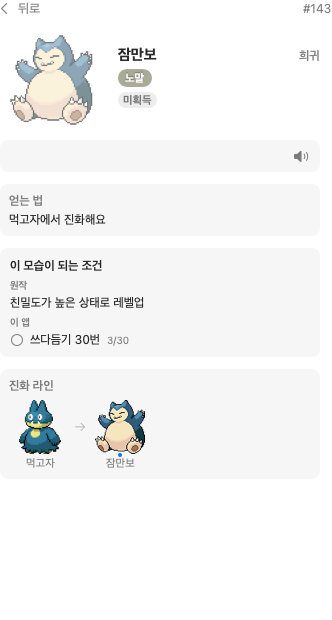 뒤로
#143
잠만보
희귀
노말
미획득
얻는 법
먹고자에서 진화해요
이 모습이 되는 조건
원작
친밀도가 높은 상태로 레벨업
이 앱
쓰다듬기 30번 3/30
진화 라인
먹고자
잠만보